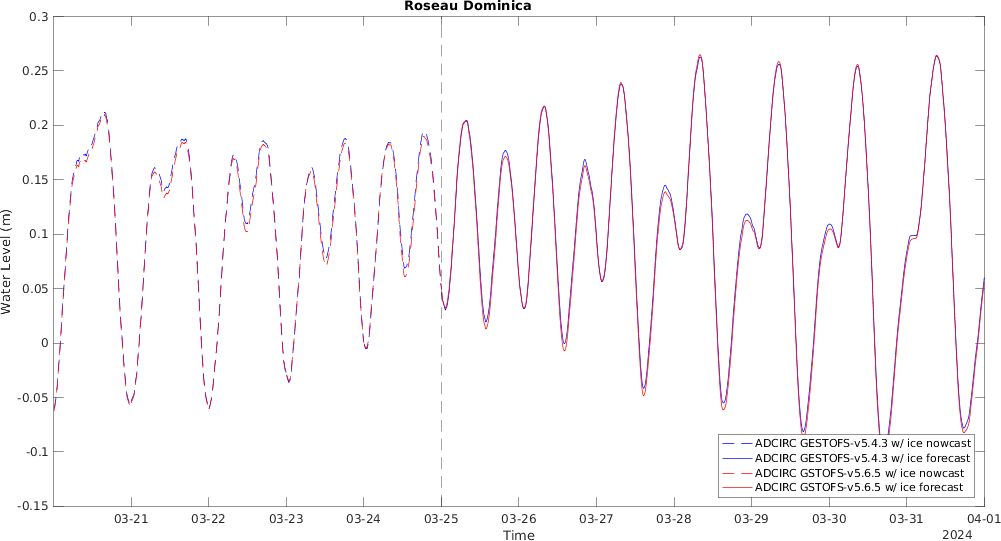 Roseau Dominica
0.3
0.25
0.2
0.15
0.1
0.05
0
-0.05
-0.1
-0.15
Water Level (m)
ADCIRC GESTOFS-v5.4.3 w/ ice nowcast
ADCIRC GESTOFS-v5.4.3 w/ ice forecast
ADCIRC GSTOFS-v5.6.5 w/ ice nowcast
ADCIRC GSTOFS-v5.6.5 w/ ice forecast
03-21 03-22 03-23 03-24 03-25 03-26 03-27 03-28 03-29 03-30 03-31 04-01
Time
2024